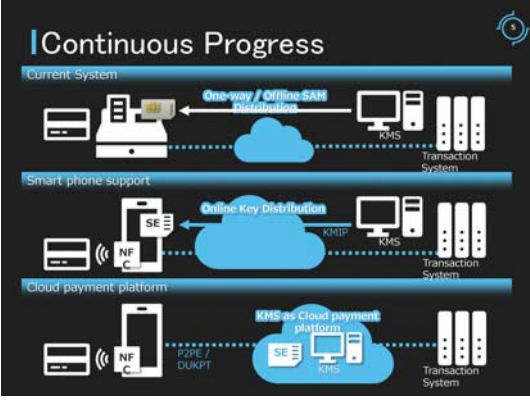 5
Continuous Progress
Current System
One-way / Offline SAM
Distribution
KMS
Transaction
System
Smart phone support
Online Key Distribution
SE
KMIP
KMS
NF
C
Transaction
System
Cloud payment platform
KMS as Cloud payment
platform
SE
KMS
NF
C
P2PE /
DUKPT
Transaction
System